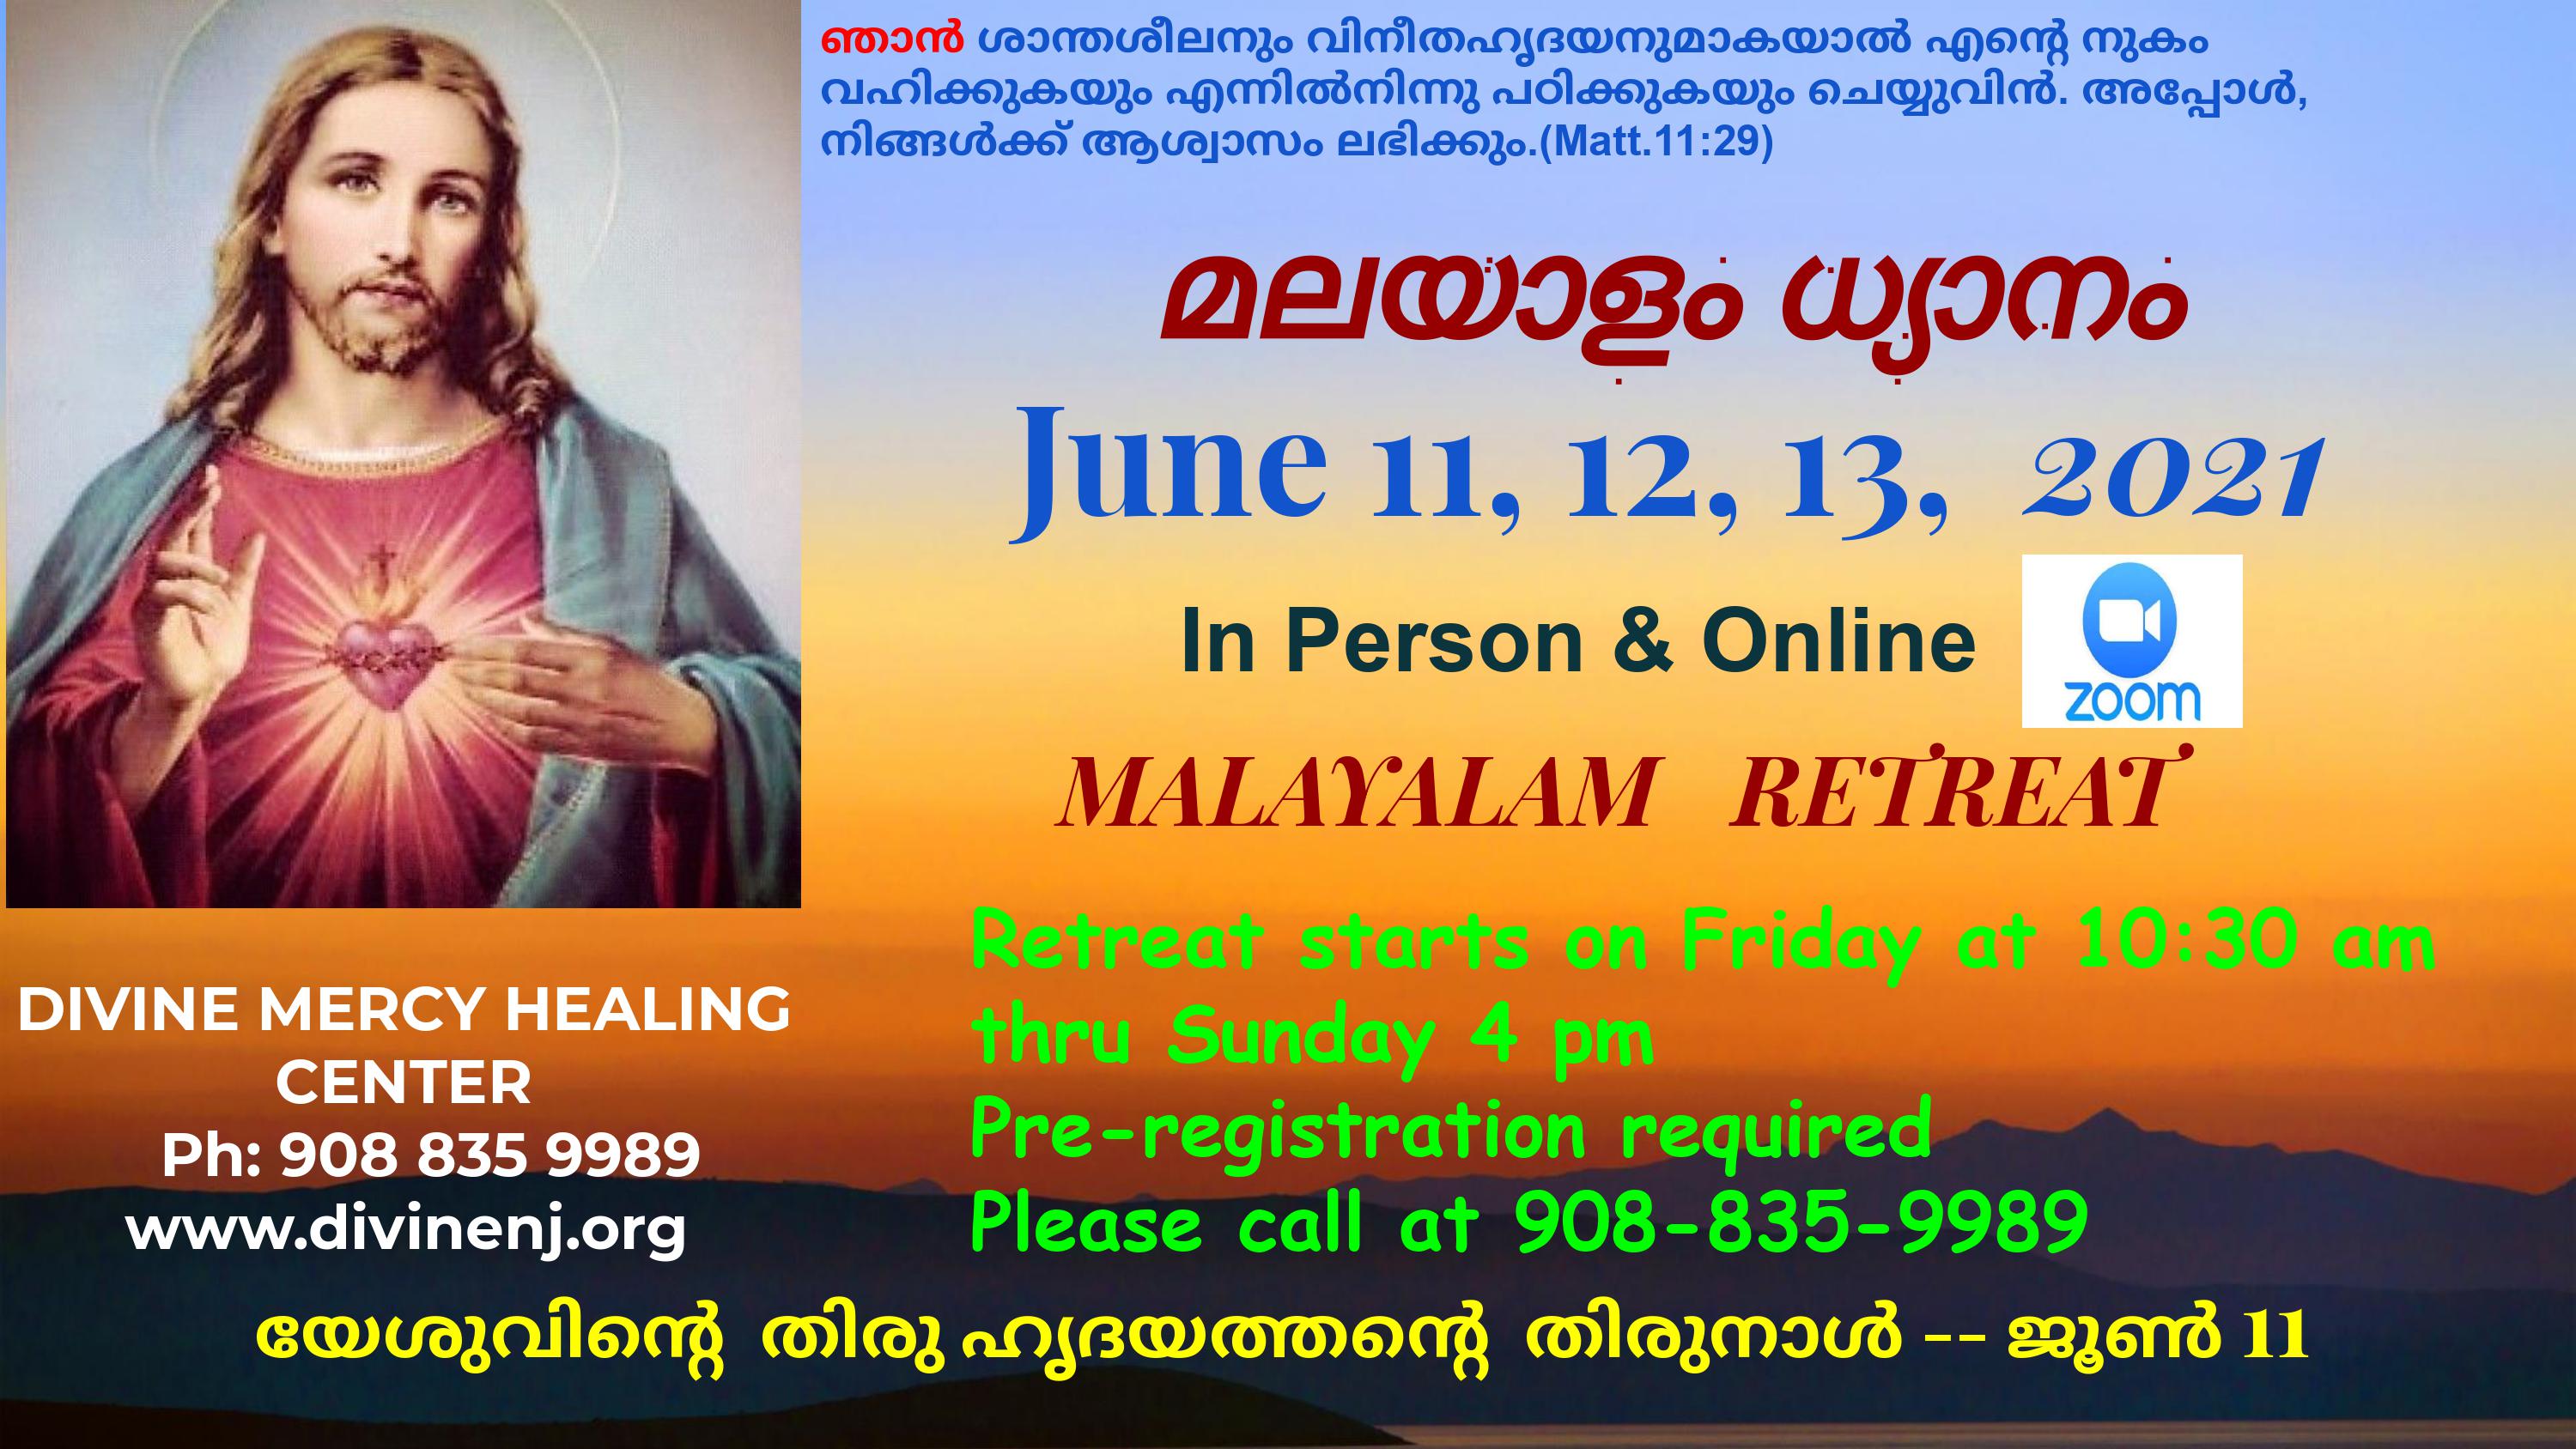 ഞാൻ ശാന്തശീലനും വിനീതഹൃദയനുമാകയാൽ എന്റെ നുകം
വഹിക്കുകയും എന്നിൽനിന്നു പഠിക്കുകയും ചെയ്യുവിൻ. അപ്പോൾ,
നിങ്ങൾക്ക് ആശ്വാസം ലഭിക്കും.(Matt.11:29)
മലയാളം ധ്യാനം
June 11, 12, 13, 2021
In Person & Online
zoom
MALAYALAM RETREAT
Retreat starts on Friday at 10:30 am
thru Sunday 4 pm
Pre-registration required
Please call at 908-835-9989
DIVINE MERCY HEALING
CENTER
Ph: 908 835 9989
www.divinenj.org
യേശുവിന്റെ തിരു ഹൃദയത്തന്റെ തിരുനാൾ -- ജൂൺ 11